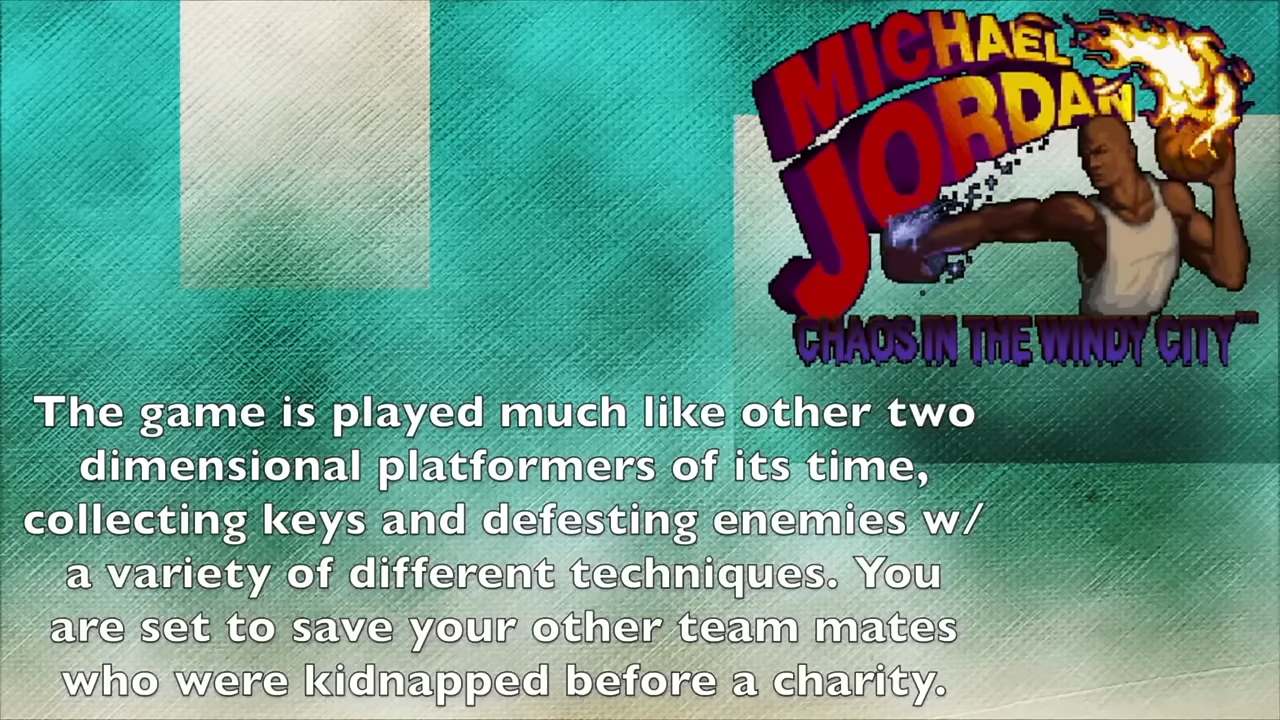 MICHAEL
JORDAN
CHAOS IN THE WINDY CITY™
The game is played much like other two
dimensional platformers of its time,
collecting keys and defesting enemies w/
a variety of different techniques. You
are set to save your other team mates
who were kidnapped before a charity.